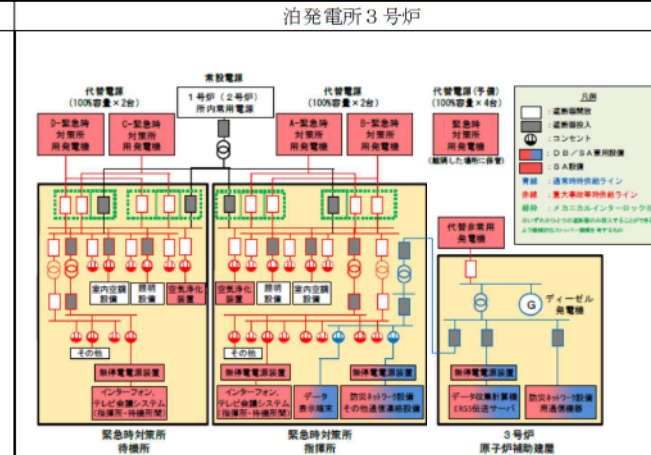 泊発電所３号炉
代替電源
(100%容量×2台)
常設電源
１号炉（２号炉）
所内常用電源
代替電源
(100%容量×2台)
代替電源(予備)
(100%容量×4台)
D-緊急時
対策所
用発電機
C-緊急時
対策所
用発電機
A-緊急時
対策所
用発電機
B-緊急時
対策所
用発電機
緊急時
対策所
用発電機
(離隔した場所に保管)
凡例
：遮断器開放
：遮断器投入
：コンセント
：ＤＢ／ＳＡ兼用設備
：ＳＡ設備
青線 ：通常時供給ライン
赤線 ：重大事故等時供給ライン
緑枠 ：メカニカルインターロック※
代替非常用
発電機
G
ディーゼル
発電機
室内空調
設備
照明
設備
空気浄化
装置
空気浄化
装置
照明
設備
室内空調
設備
その他
その他
無停電電源装置
無停電電源装置
無停電電源装置
インターフォン、
テレビ会議システム
(指揮所・待機所間)
インターフォン、
テレビ会議システム
(指揮所・待機所間)
データ
表示端末
防災ネットワーク設備
その他通信連絡設備
データ収集計算機
ERSS伝送サーバ
防災ネットワーク設備
用通信機器
緊急時対策所
待機所
緊急時対策所
指揮所
３号炉
原子炉補助建屋